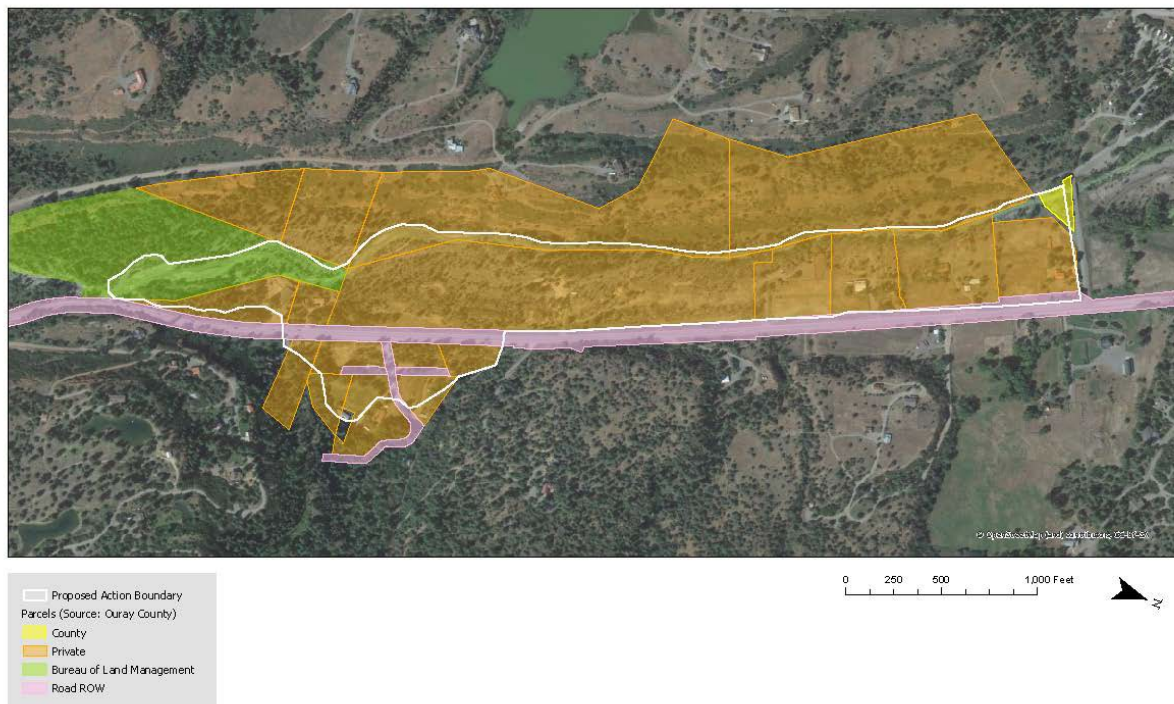 0 250 500 1,000 Feet
N
Proposed Action Boundary
Parcels (Source: Ouray County)
County
Private
Bureau of Land Management
Road ROW